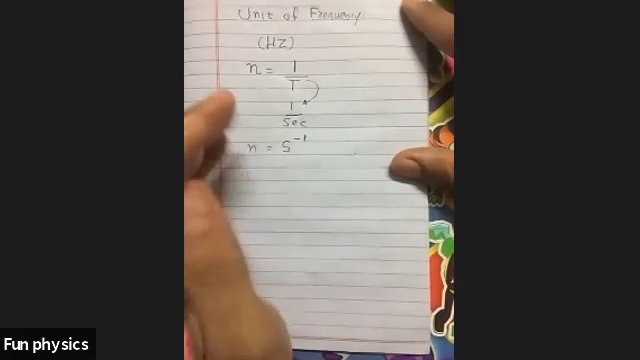 Unit of Frequency
(HZ)
n = 1
T
1
Sec
n = S⁻¹
Fun physics